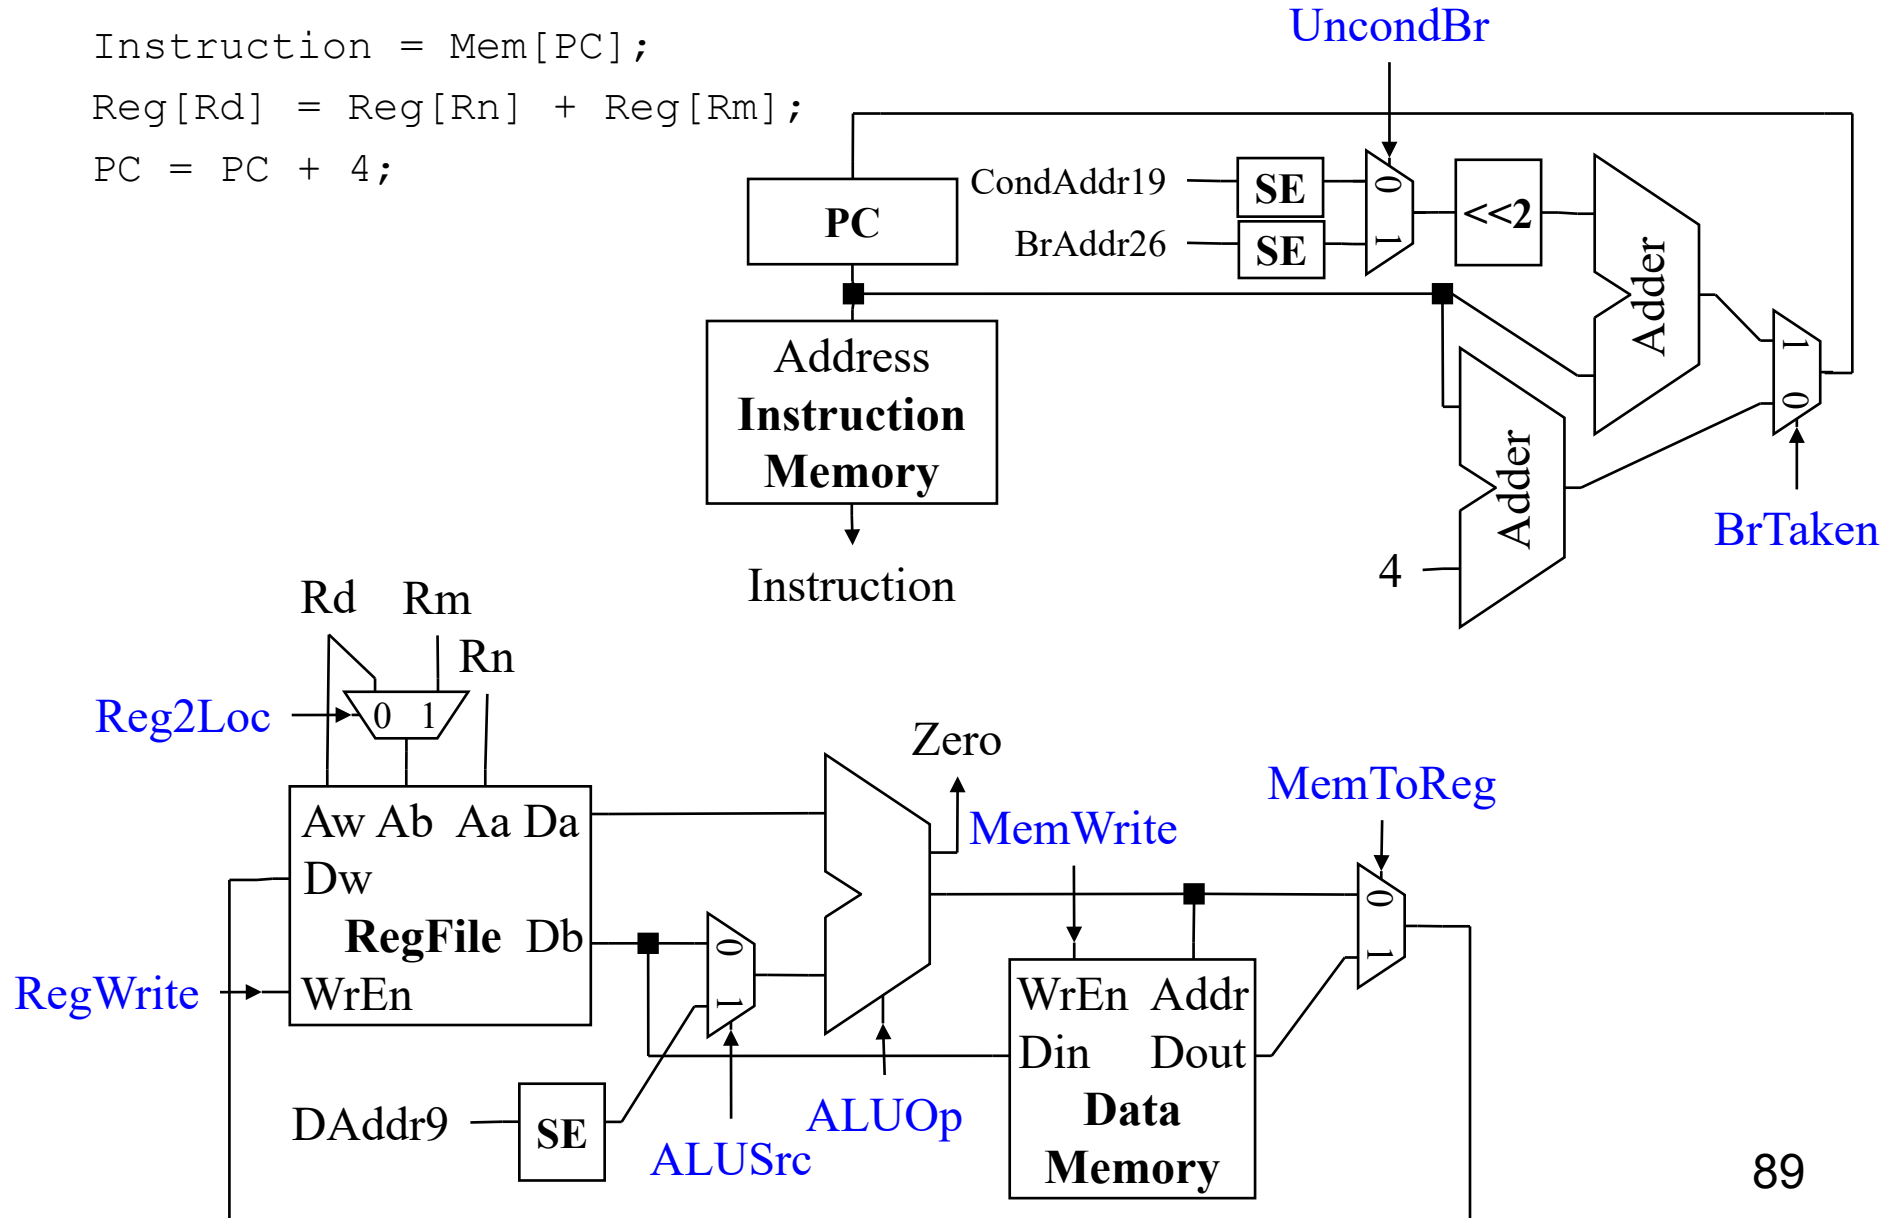 Instruction = Mem[PC];
Reg[Rd] = Reg[Rn] + Reg[Rm];
PC = PC + 4;
UncondBr
PC
CondAddr19
SE
0
<<2
BrAddr26
SE
1
Adder
Address
Instruction
Memory
1
0
Adder
BrTaken
4
Instruction
Rd Rm
Rn
Reg2Loc
0 1
Zero
MemToReg
MemWrite
Aw Ab Aa Da
Dw
RegFile Db
RegWrite
WrEn
0
1
0
1
WrEn Addr
Din Dout
Data
Memory
DAddr9
SE
ALUSrc
ALUOp
89